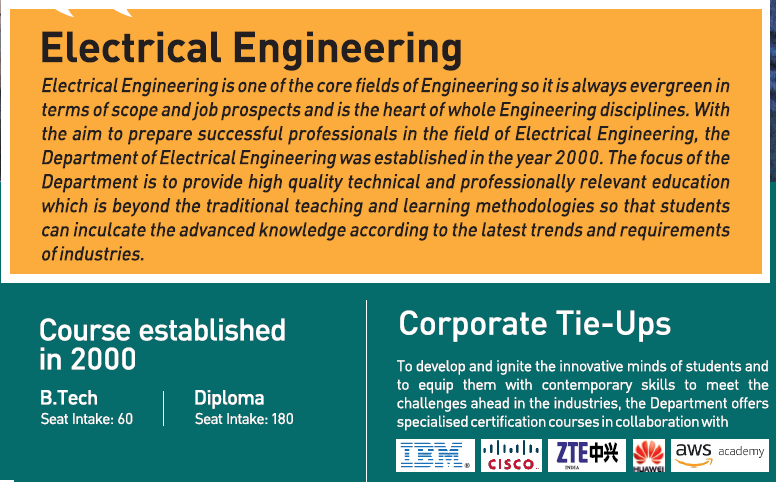 Electrical Engineering
Electrical Engineering is one of the core fields of Engineering so it is always evergreen in
terms of scope and job prospects and is the heart of whole Engineering disciplines. With
the aim to prepare successful professionals in the field of Electrical Engineering, the
Department of Electrical Engineering was established in the year 2000. The focus of the
Department is to provide high quality technical and professionally relevant education
which is beyond the traditional teaching and learning methodologies so that students
can inculcate the advanced knowledge according to the latest trends and requirements
of industries.
Course established
in 2000
B.Tech
Seat Intake: 60
Diploma
Seat Intake: 180
Corporate Tie-Ups
To develop and ignite the innovative minds of students and
to equip them with contemporary skills to meet the
challenges ahead in the industries, the Department offers
specialised certification courses in collaboration with
IBM®
CISCO™
ZTE中兴
INDIA
HUAWEI
aws academy